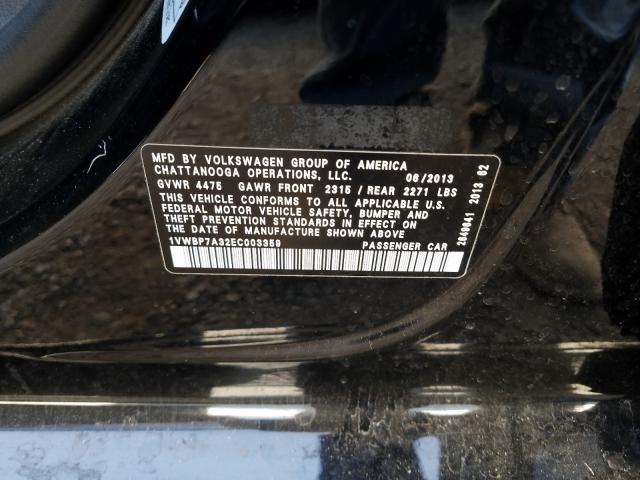 MFD BY VOLKSWAGEN GROUP OF AMERICA
CHATTANOOGA OPERATIONS, LLC. 06/2013
GVWR 4475 GAWR FRONT 2315 / REAR 2271 LBS
THIS VEHICLE CONFORMS TO ALL APPLICABLE U.S.
FEDERAL MOTOR VEHICLE SAFETY, BUMPER AND
THEFT PREVENTION STANDARDS IN EFFECT ON
THE DATE OF MANUFACTURE SHOWN ABOVE
1VWBP7A32EC003359 PASSENGER CAR
2849041 2013 62